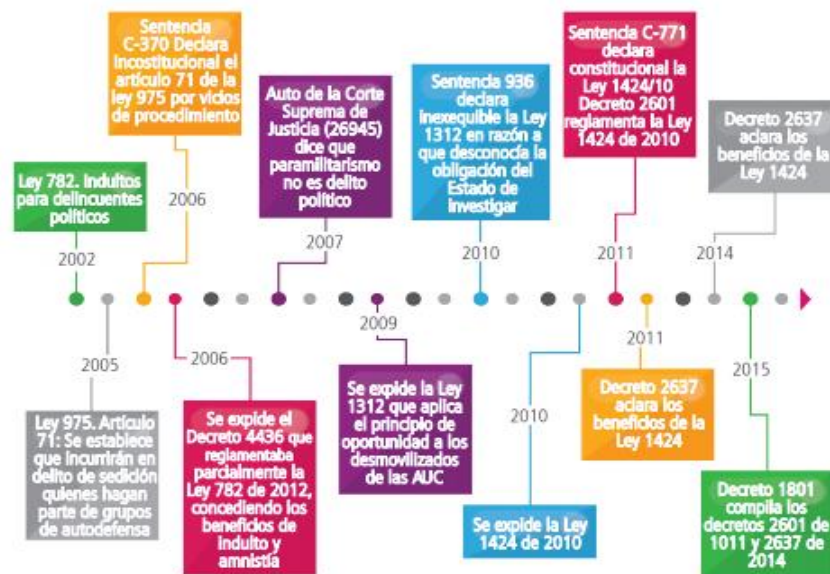 Sentencia
C-370 Declara
incostitucional el
artículo 71 de la
ley 975 por vicios
de procedimiento
Ley 782. Indultos
para delincuentes
políticos
2002
2006
Auto de la Corte
Suprema de
Justicia (26945)
dice que
paramilitarismo
no es delito
político
2007
Sentencia 936
declara
inexequible la Ley
1312 en razón a
que desconocía la
obligación del
Estado de
investigar
2010
Sentencia C-771
declara
constitucional la
Ley 1424/10
Decreto 2601
reglamenta la Ley
1424 de 2010
2011
Decreto 2637
aclara los
beneficios de la
Ley 1424
2014
2005
Ley 975. Artículo
71: Se establece
que incurrirán en
delito de sedición
quienes hagan
parte de grupos
de autodefensa
2006
Se expide el
Decreto 4436 que
reglamentaba
parcialmente la
Ley 782 de 2012,
concediendo los
beneficios de
indulto y
amnistía
2009
Se expide la Ley
1312 que aplica
el principio de
oportunidad a los
desmovilizados
de las AUC
2010
Se expide la Ley
1424 de 2010
2011
Decreto 2637
aclara los
beneficios de la
Ley 1424
2015
Decreto 1801
compila los
decretos 2601 de
1011 y 2637 de
2014